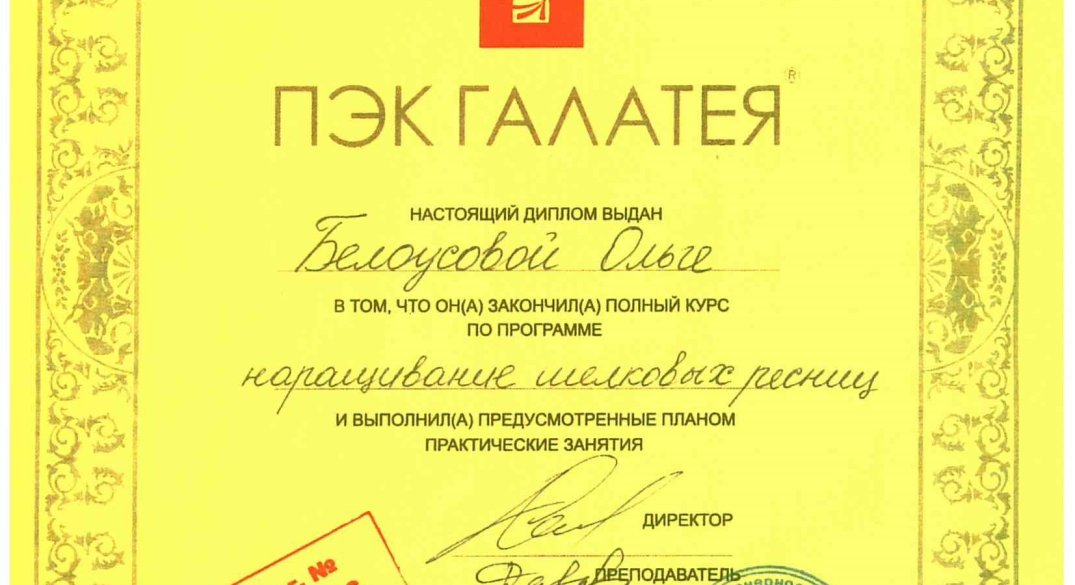 ПЭК ГАЛАТЕЯ®
НАСТОЯЩИЙ ДИПЛОМ ВЫДАН
Белоусовой Ольге
В ТОМ, ЧТО ОН(А) ЗАКОНЧИЛ(А) ПОЛНЫЙ КУРС
ПО ПРОГРАММЕ
наращивание шелковых ресниц
И ВЫПОЛНИЛ(А) ПРЕДУСМОТРЕННЫЕ ПЛАНОМ
ПРАКТИЧЕСКИЕ ЗАНЯТИЯ
ДИРЕКТОР
ПРЕПОДАВАТЕЛЬ
№